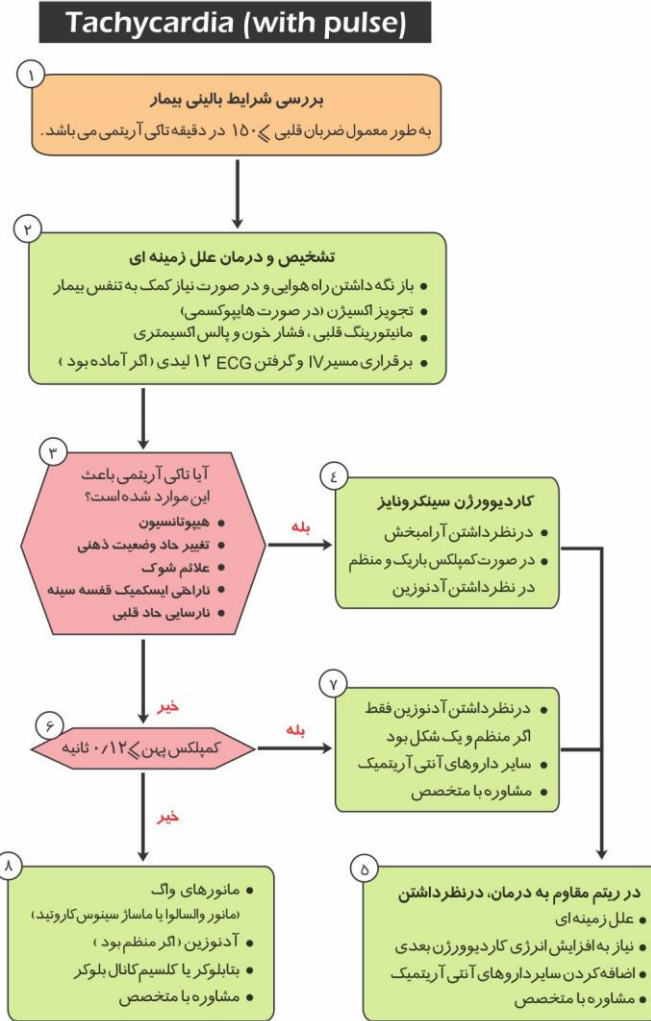 Tachycardia (with pulse)
۱
بررسی شرایط بالینی بیمار
به طور معمول ضربان قلبی ⩽۱۵۰ در دقیقه تاکی آریتمی می باشد.
۲
تشخیص و درمان علل زمینه ای
• باز نگه داشتن راه هوایی و در صورت نیاز کمک به تنفس بیمار
• تجویز اکسیژن (در صورت هایپوکسمی)
• مانیتورینگ قلبی ، فشار خون و پالس اکسیمتری
• برقراری مسیر IV و گرفتن ECG ۱۲ لیدی ( اگر آماده بود )
۳
آیا تاکی آریتمی باعث
این موارد شده است؟
• هیپوتانسیون
• تغییر حاد وضعیت ذهنی
• علائم شوک
• ناراحتی ایسکمیک قفسه سینه
• نارسایی حاد قلبی
بله
٤
کاردیوورژن سینکرونایز
• درنظر داشتن آرامبخش
• در صورت کمپلکس باریک و منظم
در نظر داشتن آدنوزین
خیر
۶
کمپلکس پهن ⩽۰/۱۲ ثانیه
بله
۷
• درنظر داشتن آدنوزین فقط
اگر منظم و یک شکل بود
• سایر داروهای آنتی آریتمیک
• مشاوره با متخصص
خیر
۸
• مانورهای واگ
(مانور والسالوا یا ماساژ سینوس کاروتید)
• آدنوزین ( اگر منظم بود )
• بتابلوکر یا کلسیم کانال بلوکر
• مشاوره با متخصص
۵
در ریتم مقاوم به درمان، درنظر داشتن
• علل زمینه ای
• نیاز به افزایش انرژی کاردیوورژن بعدی
• اضافه کردن سایر داروهای آنتی آریتمیک
• مشاوره با متخصص